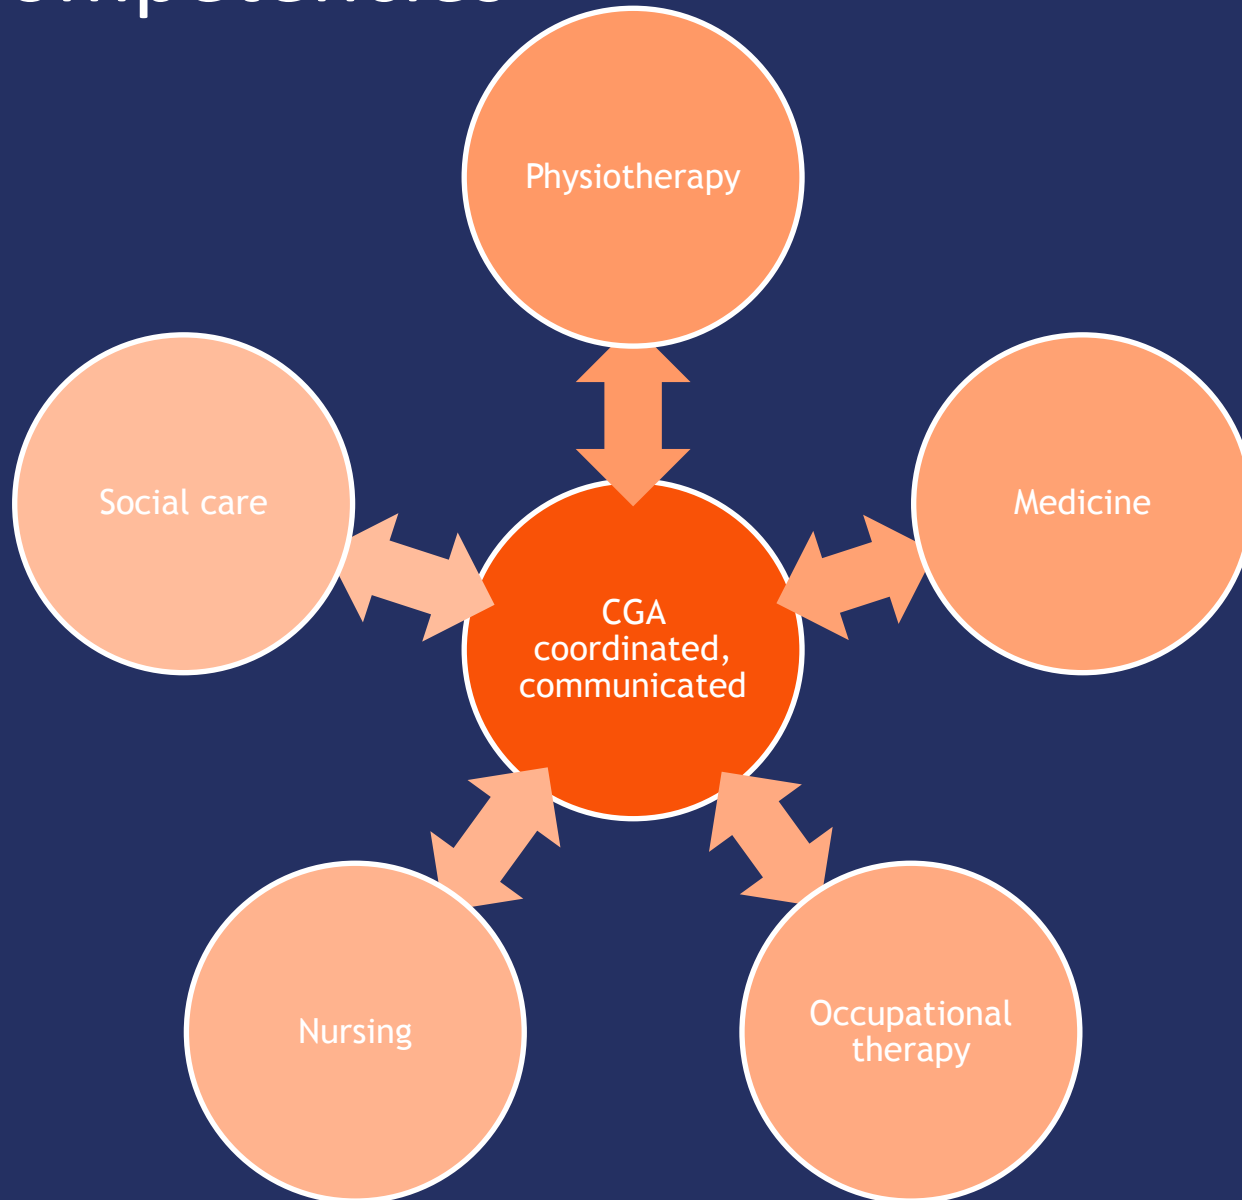 Physiotherapy
Social care
Medicine
CGA
coordinated,
communicated
Nursing
Occupational
therapy